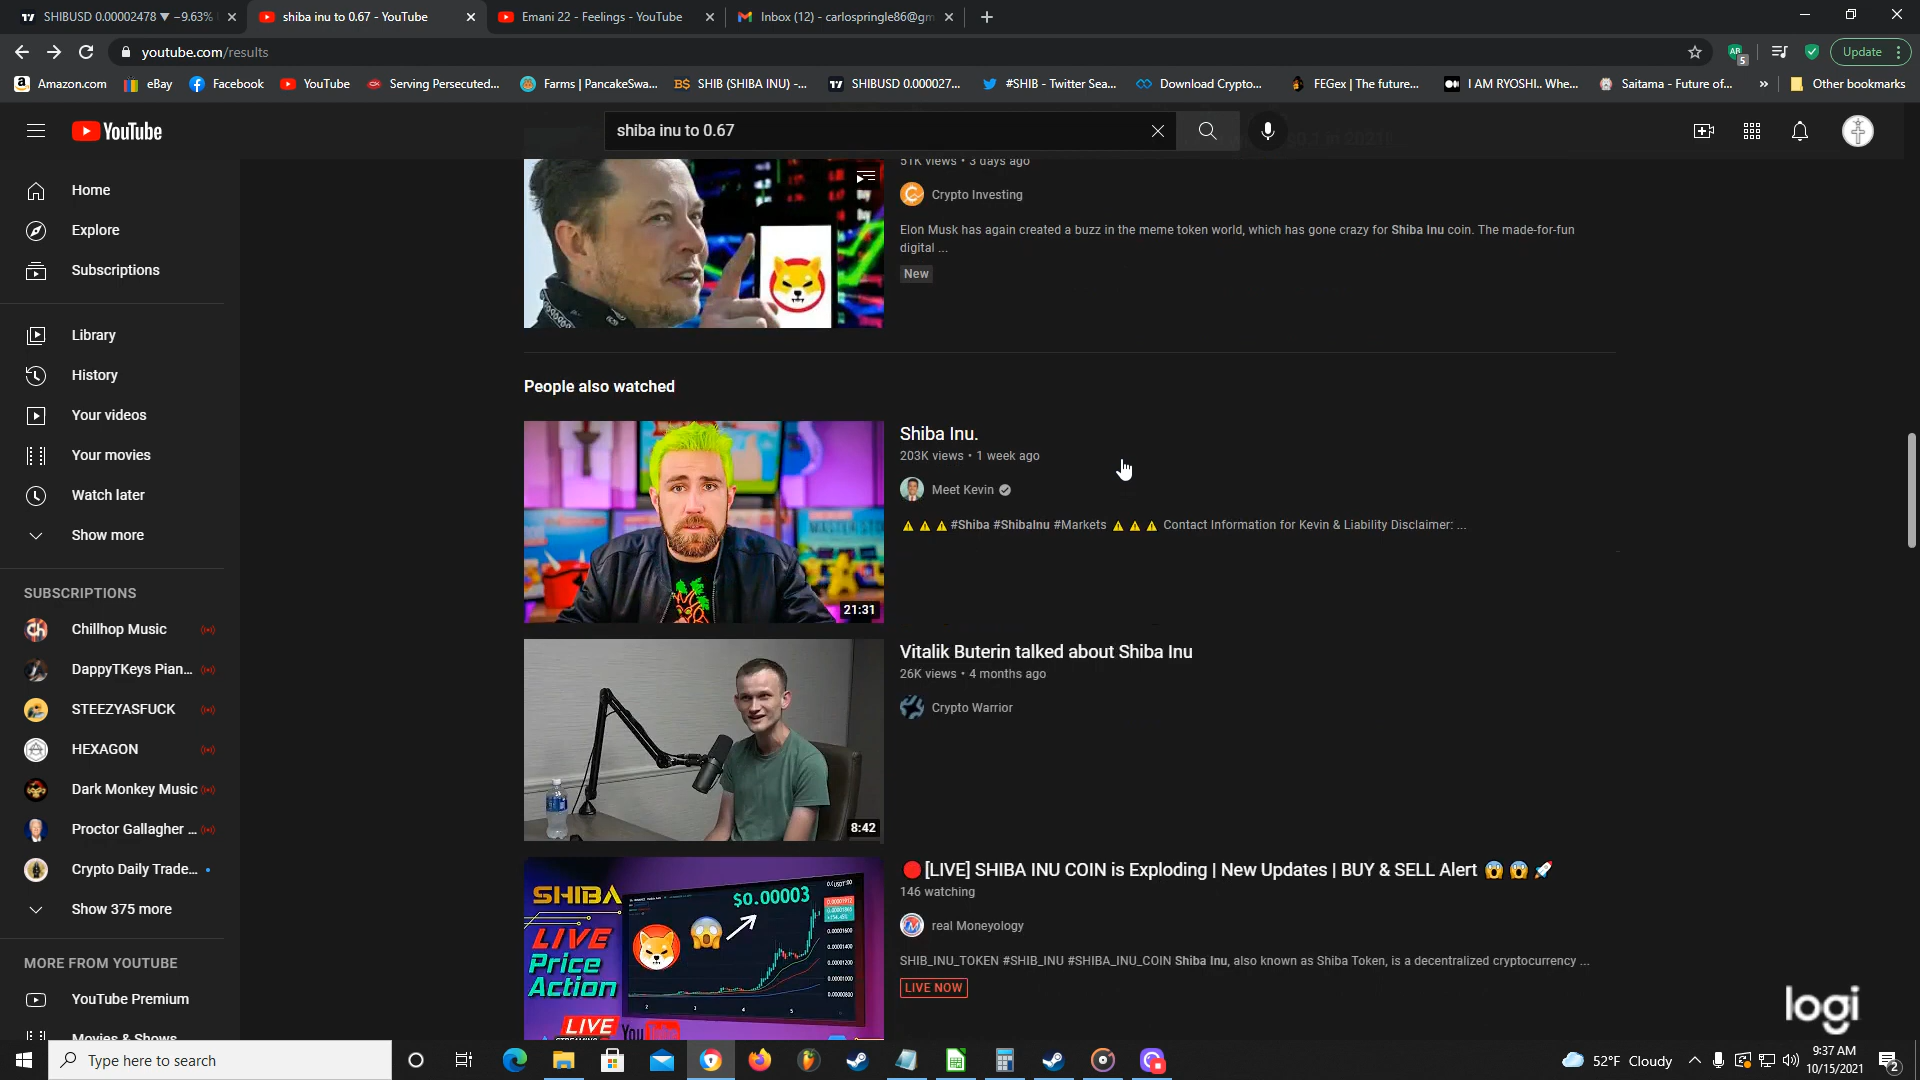 SHIBUSD 0.00002478 ▼ −9.63%
shiba inu to 0.67 - YouTube
Emani 22 - Feelings - YouTube
Inbox (12) - carlospringle86@gm
youtube.com/results
Update
Amazon.com
eBay
Facebook
YouTube
Serving Persecuted...
Farms | PancakeSwa...
SHIB (SHIBA INU) -...
SHIBUSD 0.000027...
#SHIB - Twitter Sea...
Download Crypto...
FEGex | The future...
I AM RYOSHI.. Whe...
Saitama - Future of...
Other bookmarks
YouTube
shiba inu to 0.67
Home
Explore
Subscriptions
Library
History
Your videos
Your movies
Watch later
Show more
SUBSCRIPTIONS
Chillhop Music
DappyTKeys Pian...
STEEZYASFUCK
HEXAGON
Dark Monkey Music
Proctor Gallagher ...
Crypto Daily Trade...
Show 375 more
MORE FROM YOUTUBE
YouTube Premium
Movies & Shows
51K views • 3 days ago
Crypto Investing
Elon Musk has again created a buzz in the meme token world, which has gone crazy for Shiba Inu coin. The made-for-fun
digital ...
New
People also watched
21:31
Shiba Inu.
203K views • 1 week ago
Meet Kevin
⚠ ⚠ ⚠ #Shiba #ShibaInu #Markets ⚠ ⚠ ⚠ Contact Information for Kevin & Liability Disclaimer: ...
8:42
Vitalik Buterin talked about Shiba Inu
26K views • 4 months ago
Crypto Warrior
SHIBA
LIVE
Price
Action
$0.00003
LIVE
You
🔴[LIVE] SHIBA INU COIN is Exploding | New Updates | BUY & SELL Alert 😱 😱 🚀
146 watching
real Moneyology
SHIB_INU_TOKEN #SHIB_INU #SHIBA_INU_COIN Shiba Inu, also known as Shiba Token, is a decentralized cryptocurrency ...
LIVE NOW
logi
Type here to search
52°F Cloudy
9:37 AM
10/15/2021
2